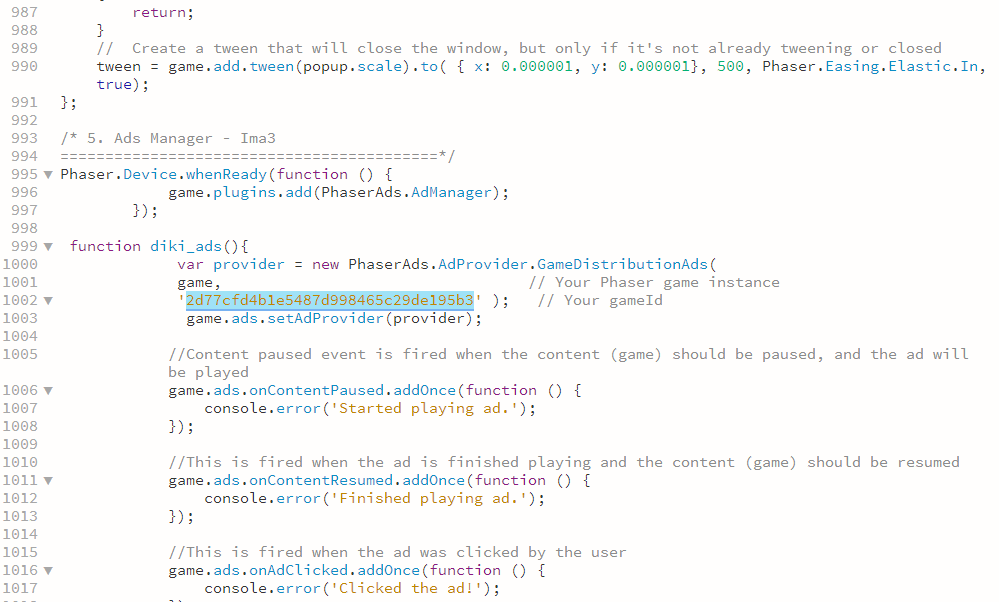 987 return;
988 }
989 // Create a tween that will close the window, but only if it's not already tweening or closed
990 tween = game.add.tween(popup.scale).to( { x: 0.000001, y: 0.000001}, 500, Phaser.Easing.Elastic.In,
true);
991 };
992
993 /* 5. Ads Manager - Ima3
994 ==========================================*/
995 Phaser.Device.whenReady(function () {
996 game.plugins.add(PhaserAds.AdManager);
997 });
998
999 function diki_ads(){
1000 var provider = new PhaserAds.AdProvider.GameDistributionAds(
1001 game, // Your Phaser game instance
1002 '2d77cfd4b1e5487d998465c29de195b3' ); // Your gameId
1003 game.ads.setAdProvider(provider);
1004
1005 //Content paused event is fired when the content (game) should be paused, and the ad will
be played
1006 game.ads.onContentPaused.addOnce(function () {
1007 console.error('Started playing ad.');
1008 });
1009
1010 //This is fired when the ad is finished playing and the content (game) should be resumed
1011 game.ads.onContentResumed.addOnce(function () {
1012 console.error('Finished playing ad.');
1013 });
1014
1015 //This is fired when the ad was clicked by the user
1016 game.ads.onAdClicked.addOnce(function () {
1017 console.error('Clicked the ad!');